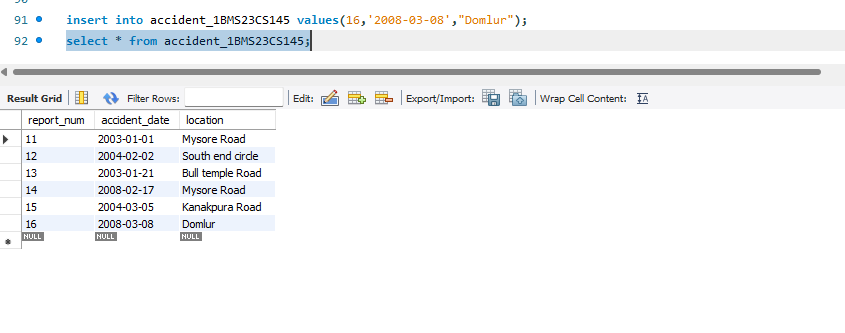 91 insert into accident_1BMS23CS145 values(16,'2008-03-08',"Domlur");
92 select * from accident_1BMS23CS145;
Result Grid Filter Rows: Edit: Export/Import: Wrap Cell Content: IA
report_num accident_date location
11 2003-01-01 Mysore Road
12 2004-02-02 South end circle
13 2003-01-21 Bull temple Road
14 2008-02-17 Mysore Road
15 2004-03-05 Kanakpura Road
16 2008-03-08 Domlur
NULL NULL NULL